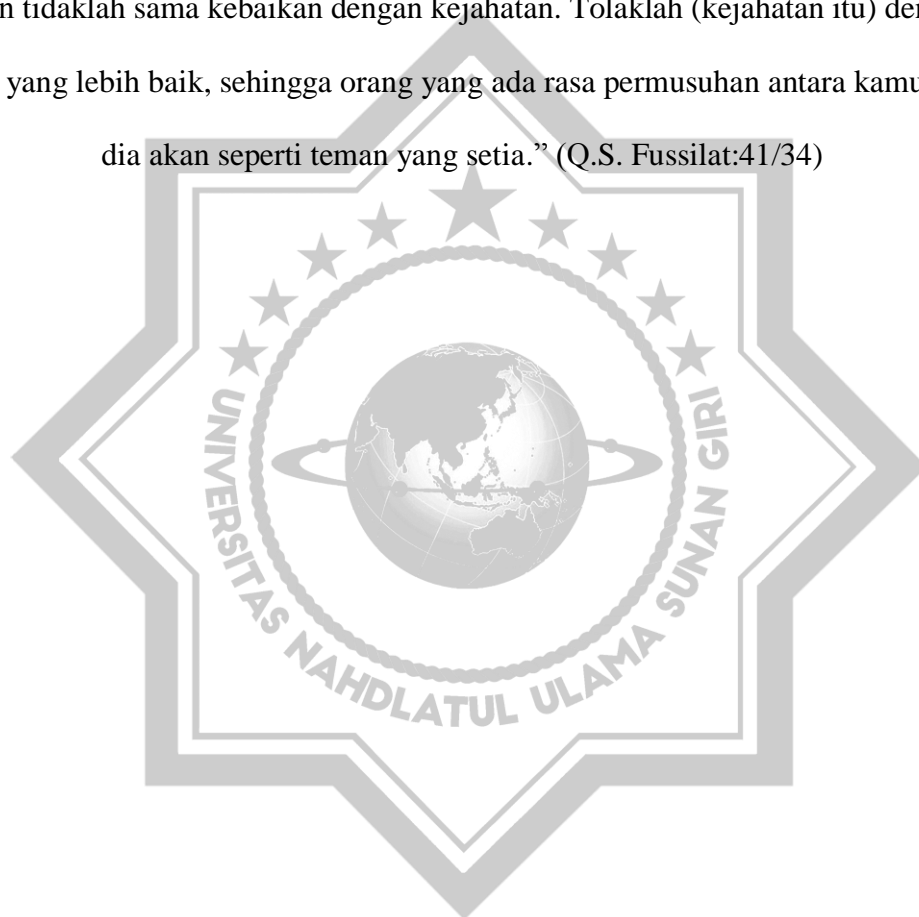 n tidaklah sama kebaikan dengan kejahatan. Tolaklah (kejahatan itu) de
yang lebih baik, sehingga orang yang ada rasa permusuhan antara kamu
dia akan seperti teman yang setia.” (Q.S. Fussilat:41/34)
UNIVERSITAS NAHDLATUL ULAMA SUNAN GIRI